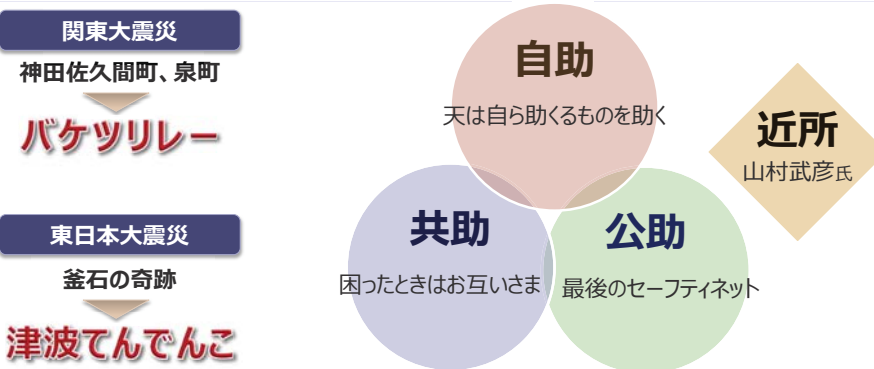 関東大震災
神田佐久間町、泉町
バケツリレー
東日本大震災
釜石の奇跡
津波てんでんこ
自助
天は自ら助くるものを助く
共助
困ったときはお互いさま
公助
最後のセーフティネット
近所
山村武彦氏